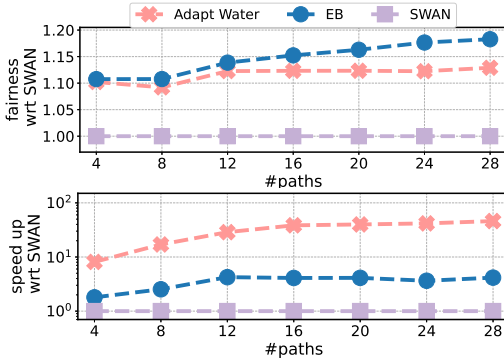 Adapt Water EB SWAN
fairness
wrt SWAN
1.20
1.15
1.10
1.05
1.00
4 8 12 16 20 24 28
#paths
speed up
wrt SWAN
10²
10¹
10⁰
4 8 12 16 20 24 28
#paths